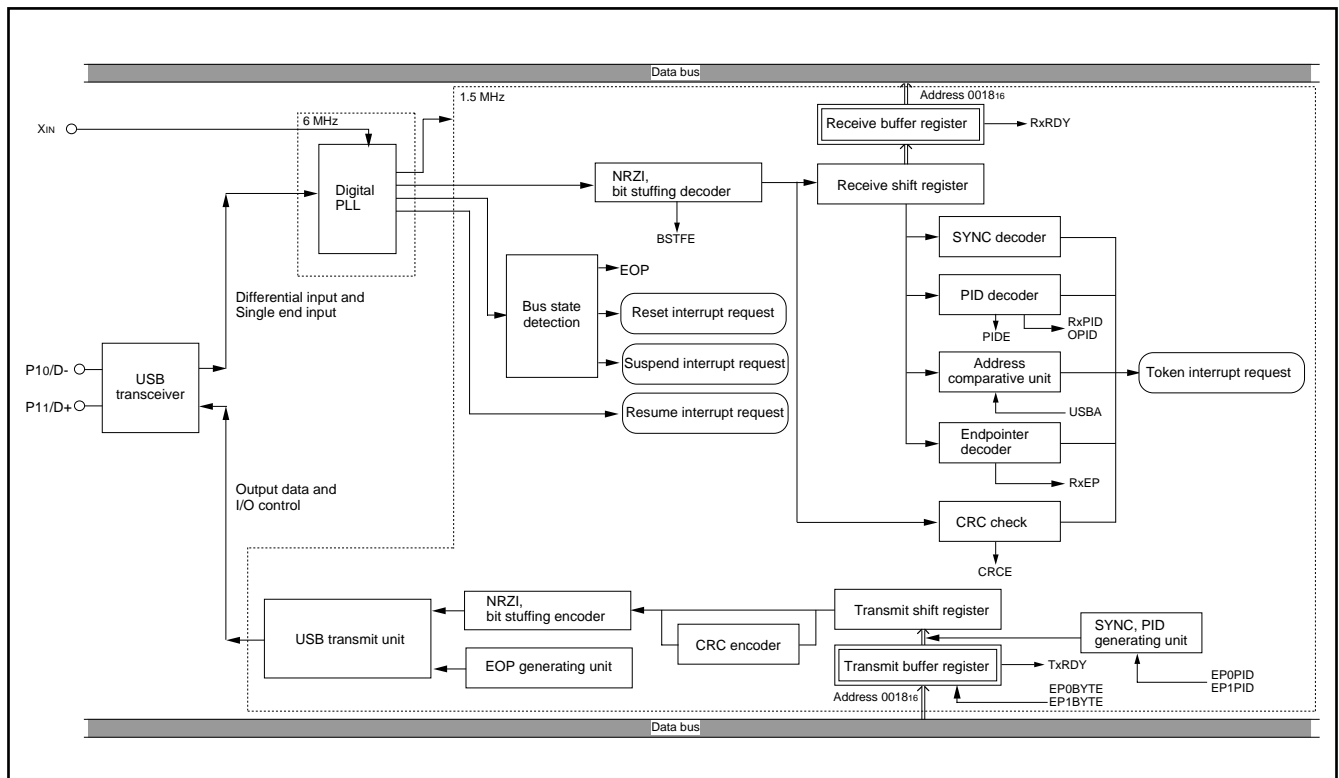 Data bus
1.5 MHz
Address 001816
6 MHz
XIN
Receive buffer register
RxRDY
Digital
PLL
NRZI,
bit stuffing decoder
Receive shift register
BSTFE
SYNC decoder
EOP
Bus state
detection
Reset interrupt request
PID decoder
RxPID
OPID
PIDE
Differential input and
Single end input
Suspend interrupt request
Address
comparative unit
Token interrupt request
P10/D-
USB
transceiver
P11/D+
Resume interrupt request
USBA
Endpointer
decoder
RxEP
Output data and
I/O control
CRC check
CRCE
NRZI,
bit stuffing encoder
Transmit shift register
USB transmit unit
CRC encoder
SYNC, PID
generating unit
EOP generating unit
Transmit buffer register
TxRDY
EP0PID
EP1PID
Address 001816
EP0BYTE
EP1BYTE
Data bus